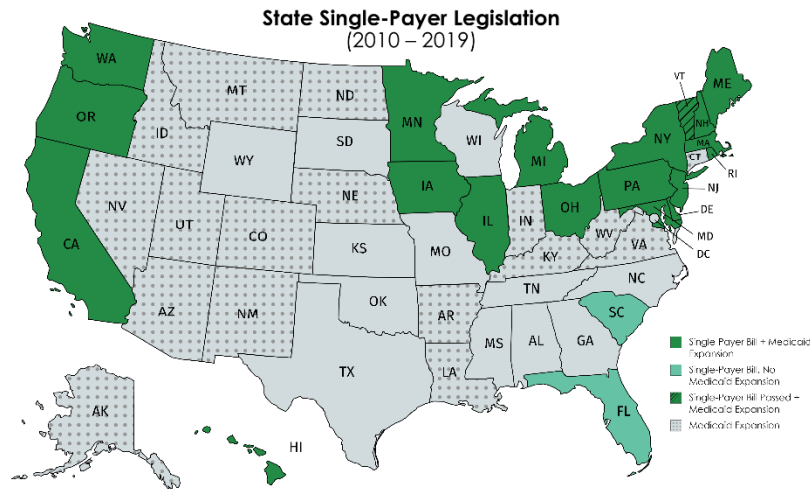 State Single-Payer Legislation
(2010 – 2019)
WA
OR
CA
ID
NV
MT
WY
UT
AZ
CO
NM
ND
SD
NE
KS
OK
TX
MN
IA
MO
AR
LA
WI
IL
MI
IN
OH
KY
TN
MS
AL
GA
SC
NC
FL
WV
VA
PA
NY
VT
NH
ME
MA
CT
RI
NJ
DE
MD
DC
AK
HI
Single Payer Bill + Medicaid
Expansion
Single-Payer Bill, No
Medicaid Expansion
Single-Payer Bill Passed +
Medicaid Expansion
Medicaid Expansion